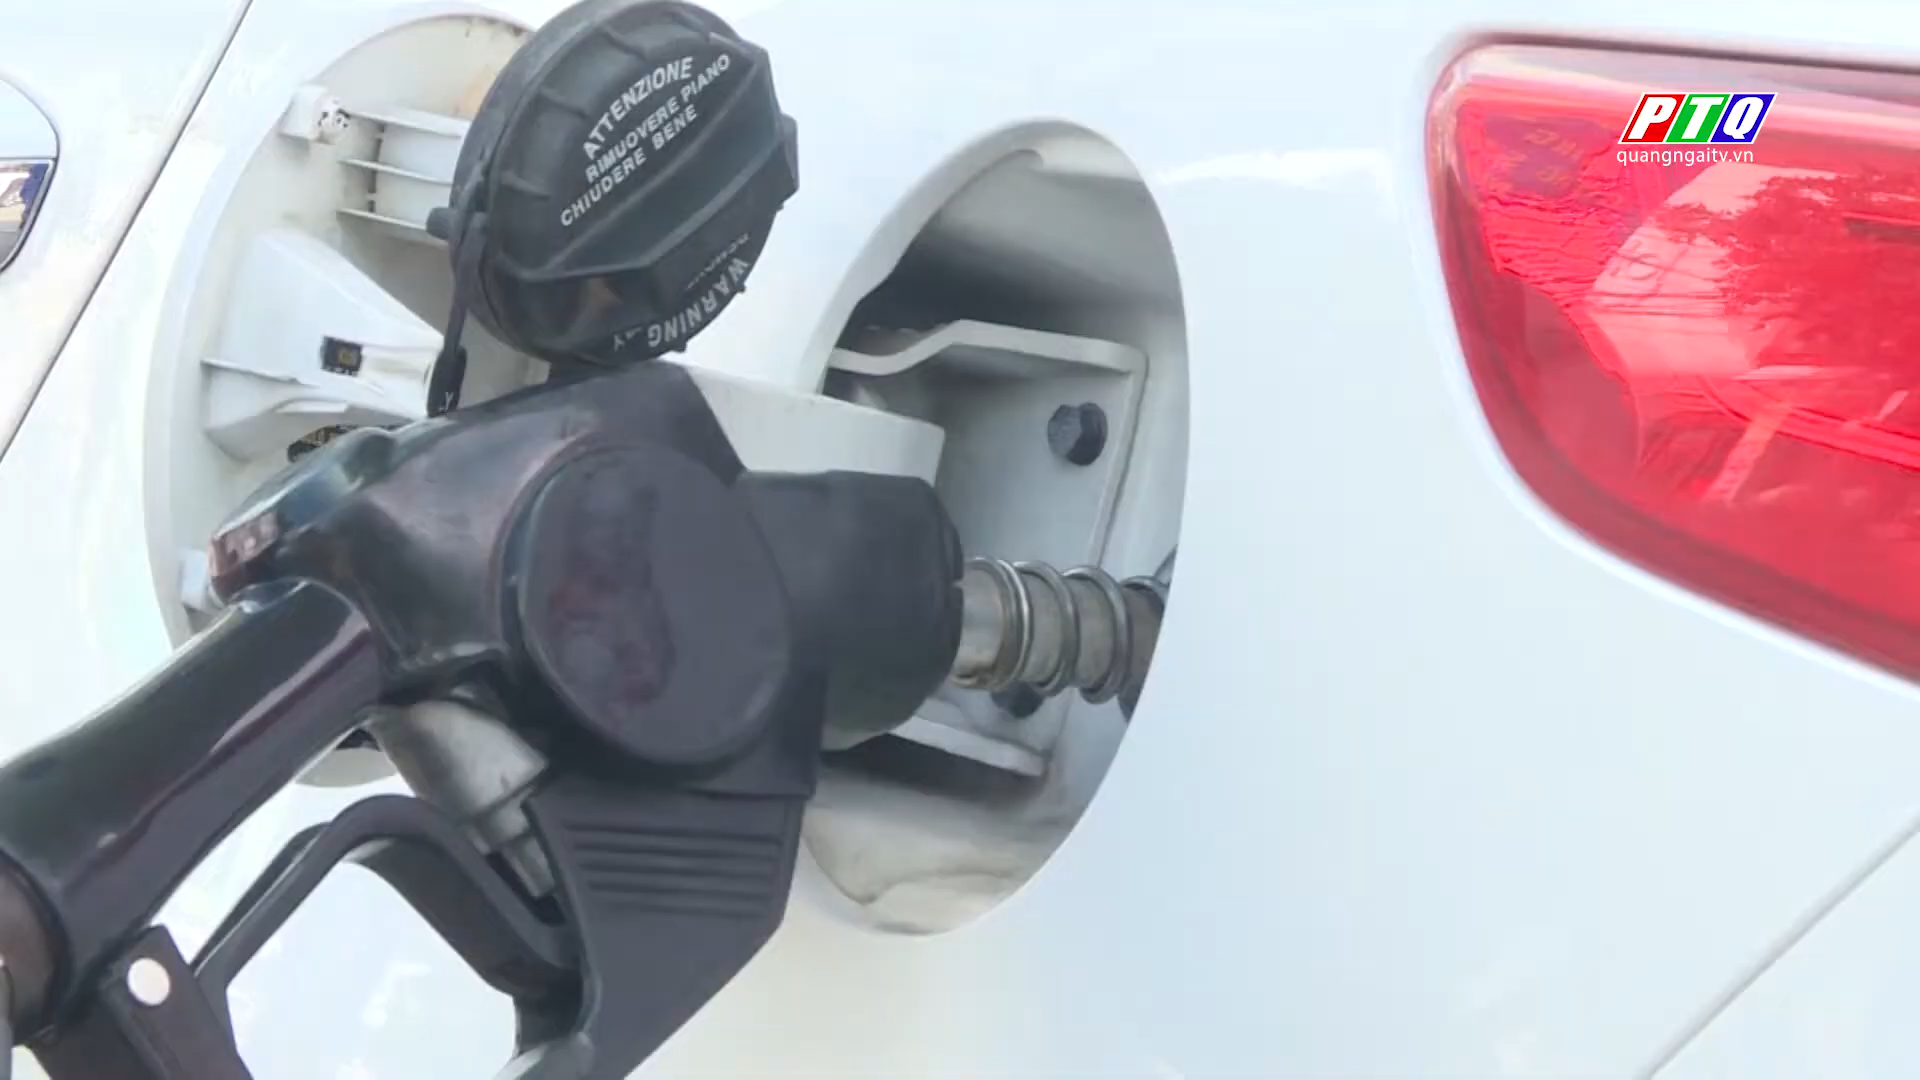 ATTENZIONE
RIMUOVERE PIANO
CHIUDERE BENE
WARNING
PTQ
quangngaitv.vn